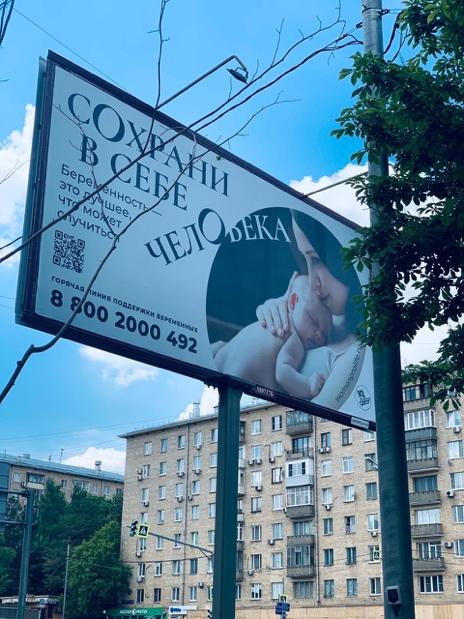 СОХРАНИ
В СЕБЕ
ЧЕЛОВЕКА
Беременность—
это лучшее,
что может
случиться
ГОРЯЧАЯ ЛИНИЯ ПОДДЕРЖКИ БЕРЕМЕННЫХ
8 800 2000 492